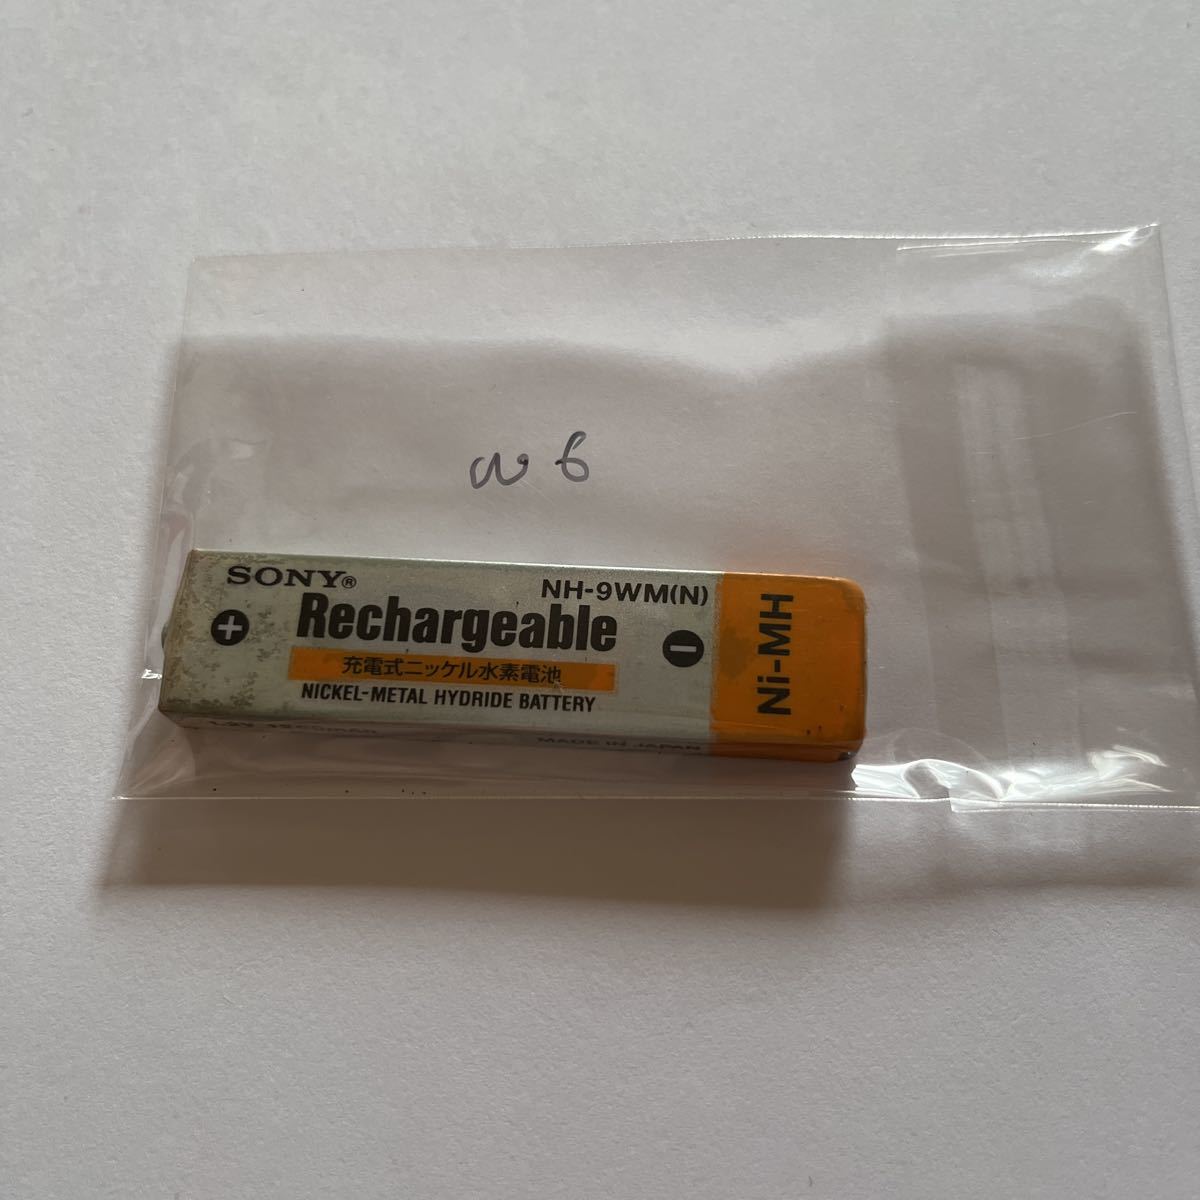 SONY®
NH-9WM(N)
Rechargeable
充電式ニッケル水素電池
NICKEL-METAL HYDRIDE BATTERY
Ni-MH
MADE IN JAPAN